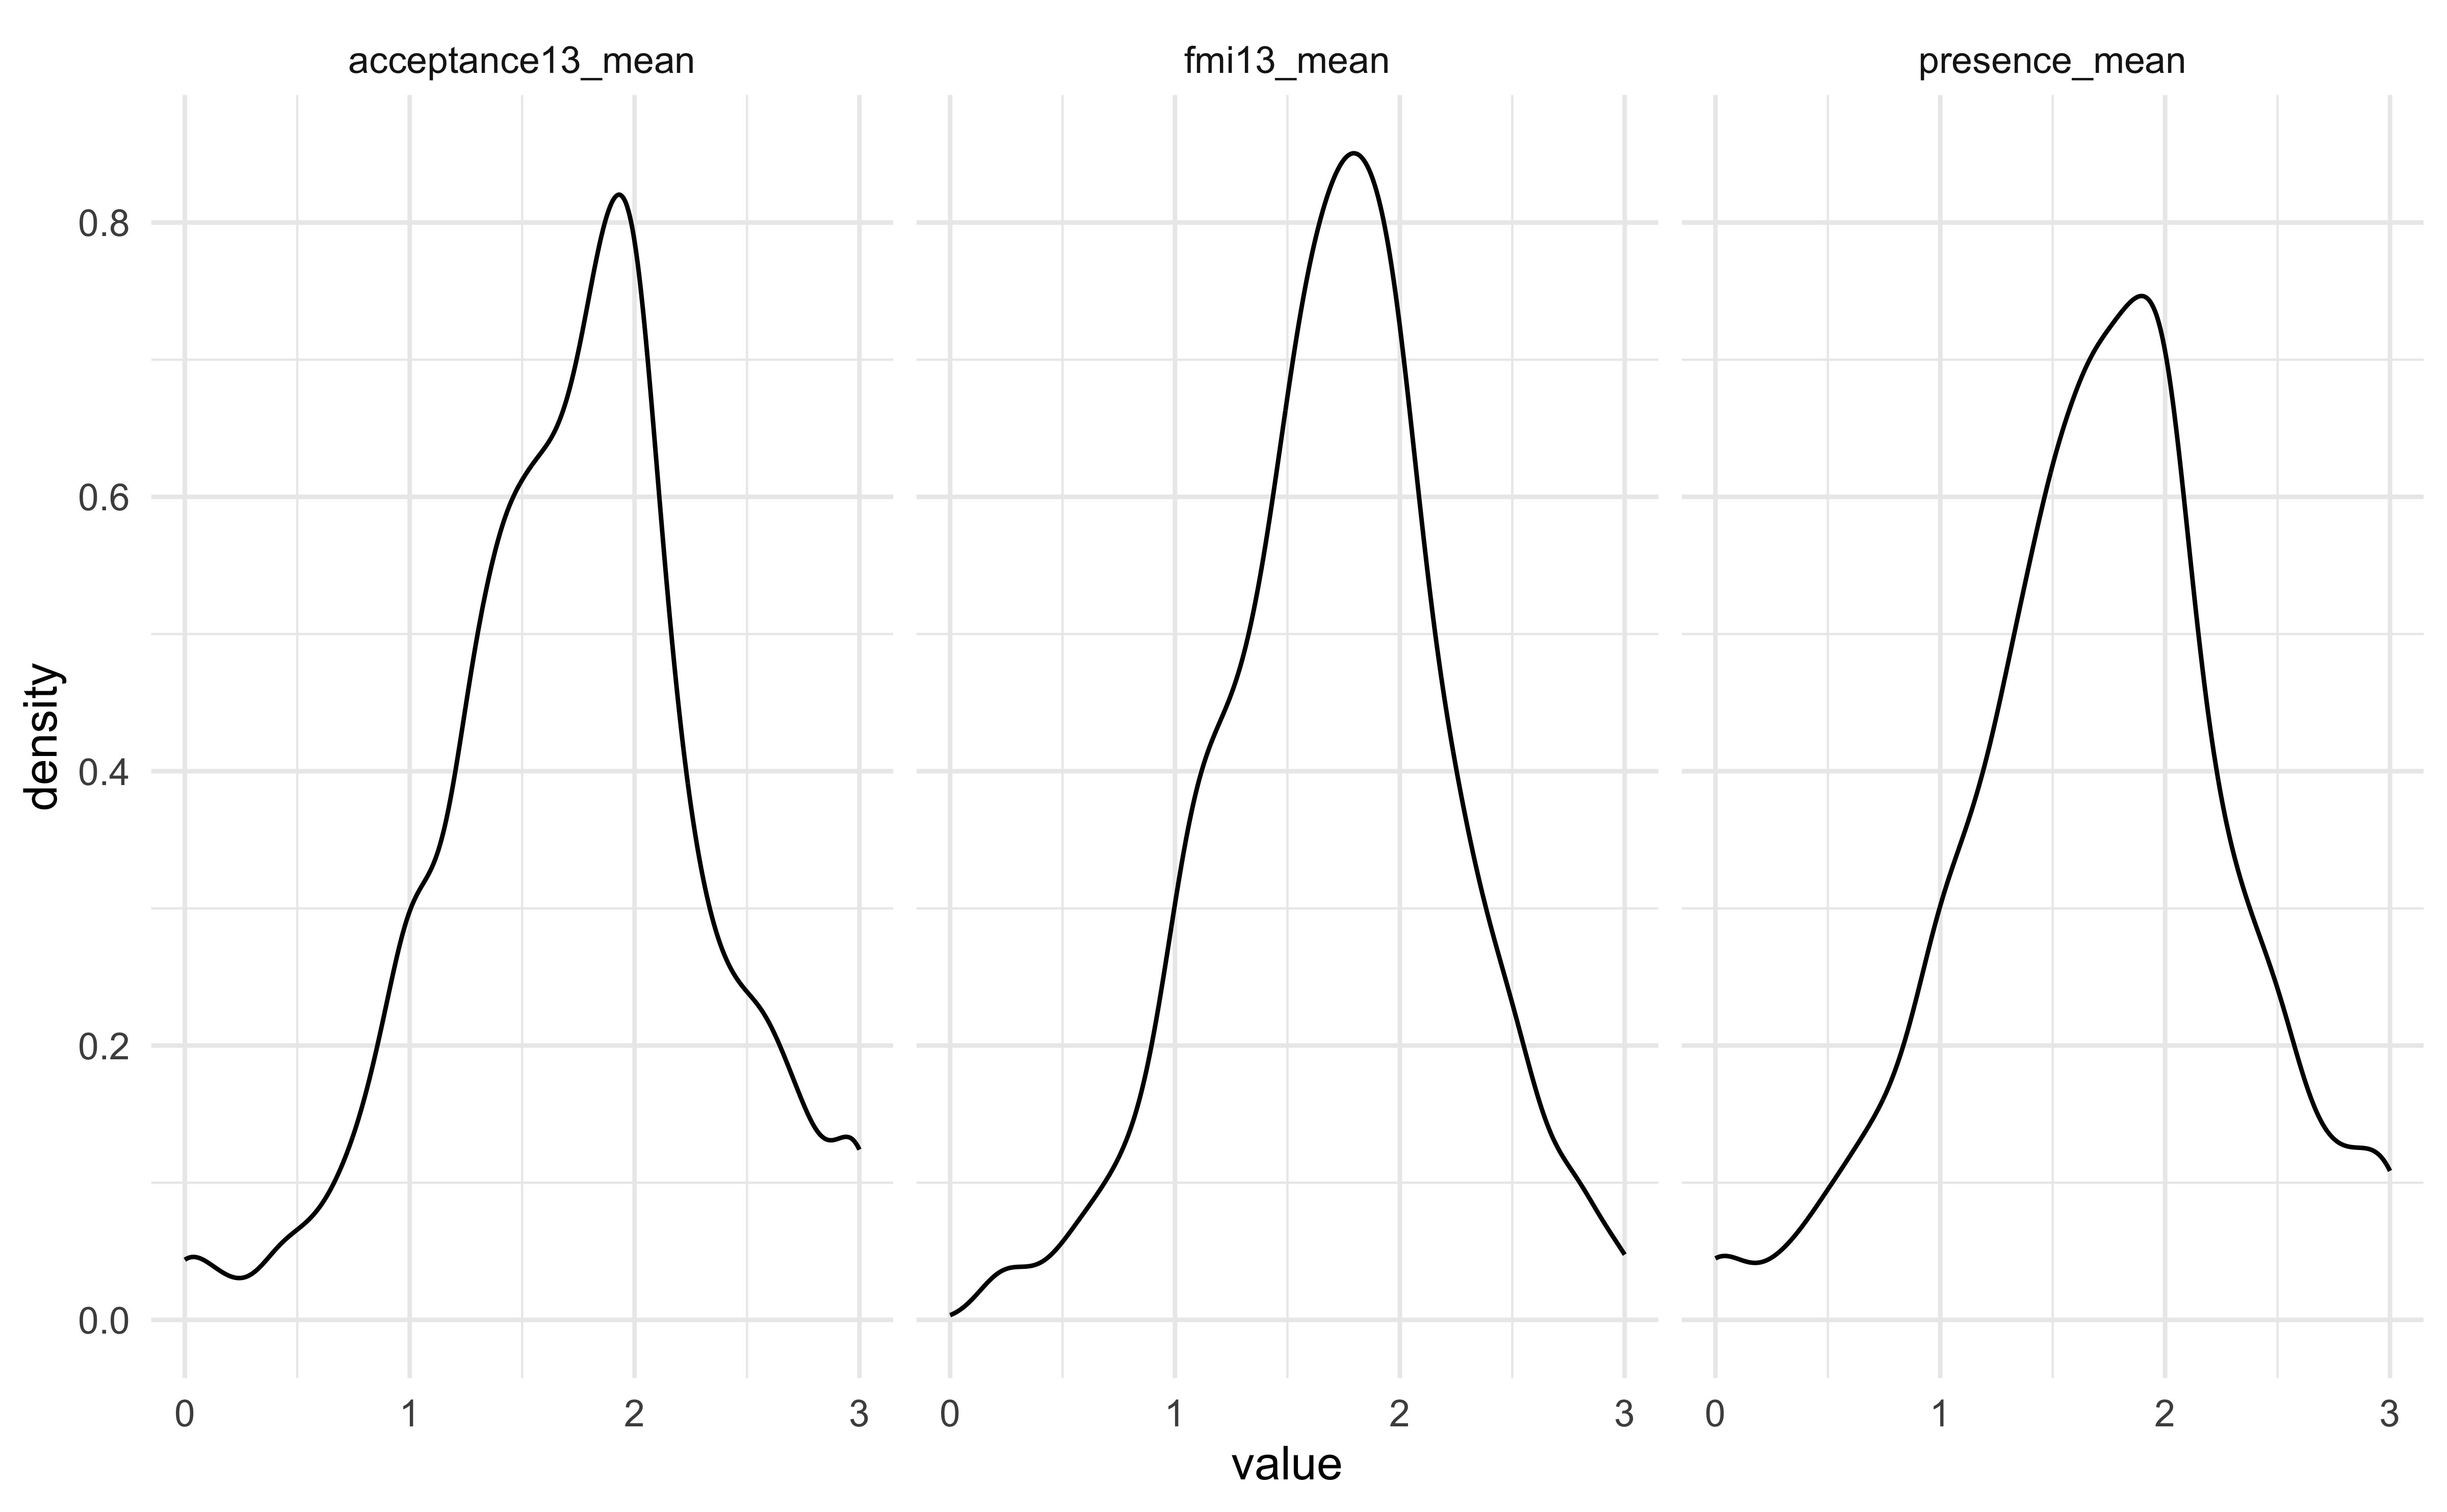 acceptance13_mean fmi13_mean presence_mean
0.8
0.6
0.4
0.2
0.0
density
0 1 2 3 0 1 2 3 0 1 2 3
value